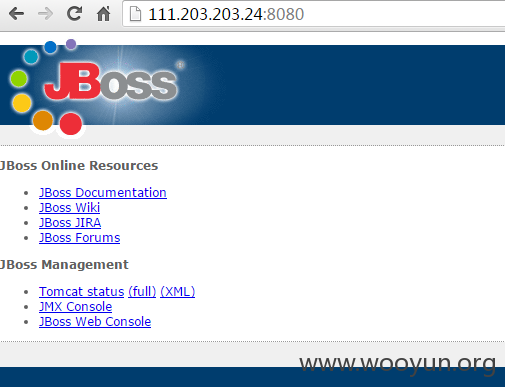 111.203.203.24:8080
JBoss®
JBoss Online Resources
JBoss Documentation
JBoss Wiki
JBoss JIRA
JBoss Forums
JBoss Management
Tomcat status (full) (XML)
JMX Console
JBoss Web Console
www.wooyun.org